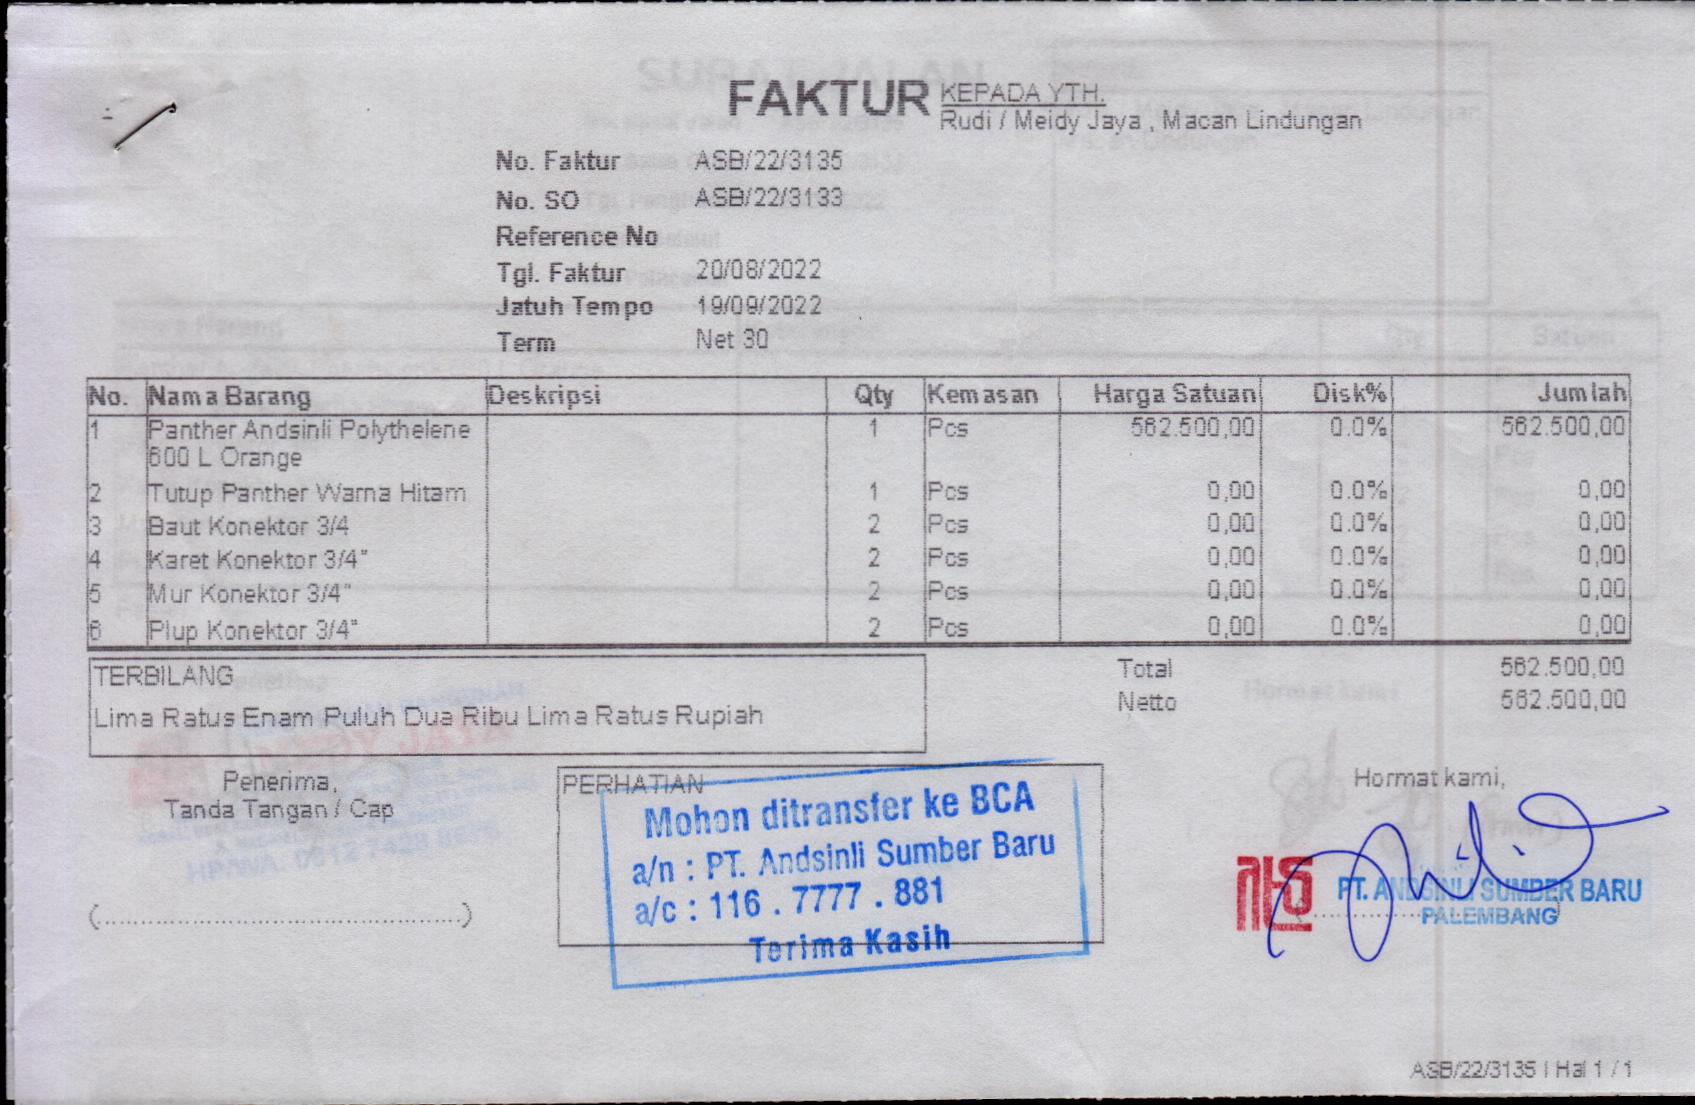 FAKTUR
KEPADA YTH.
Rudi / Meidy Jaya , Macan Lindungan
No. Faktur ASB/22/3135
No. SO ASB/22/3133
Reference No
Tgl. Faktur 20/08/2022
Jatuh Tempo 19/09/2022
Term Net 30
No. Nama Barang Deskripsi Qty Kemasan Harga Satuan Disk% Jumlah
1 Panther Andsinli Polythelene 1 Pcs 562.500,00 0.0% 562.500,00
600 L Orange
2 Tutup Panther Warna Hitam 1 Pcs 0,00 0.0% 0,00
3 Baut Konektor 3/4 2 Pcs 0,00 0.0% 0,00
4 Karet Konektor 3/4" 2 Pcs 0,00 0.0% 0,00
5 Mur Konektor 3/4" 2 Pcs 0,00 0.0% 0,00
6 Plup Konektor 3/4" 2 Pcs 0,00 0.0% 0,00
TERBILANG
Lima Ratus Enam Puluh Dua Ribu Lima Ratus Rupiah
Total 562.500,00
Netto 562.500,00
Penerima,
Tanda Tangan / Cap
(............................................)
PERHATIAN
Mohon ditransfer ke BCA
a/n : PT. Andsinli Sumber Baru
a/c : 116 . 7777 . 881
Terima Kasih
Hormat kami,
PT. ANDSINLI SUMBER BARU
PALEMBANG
ASB/22/3135 | Hal 1 / 1